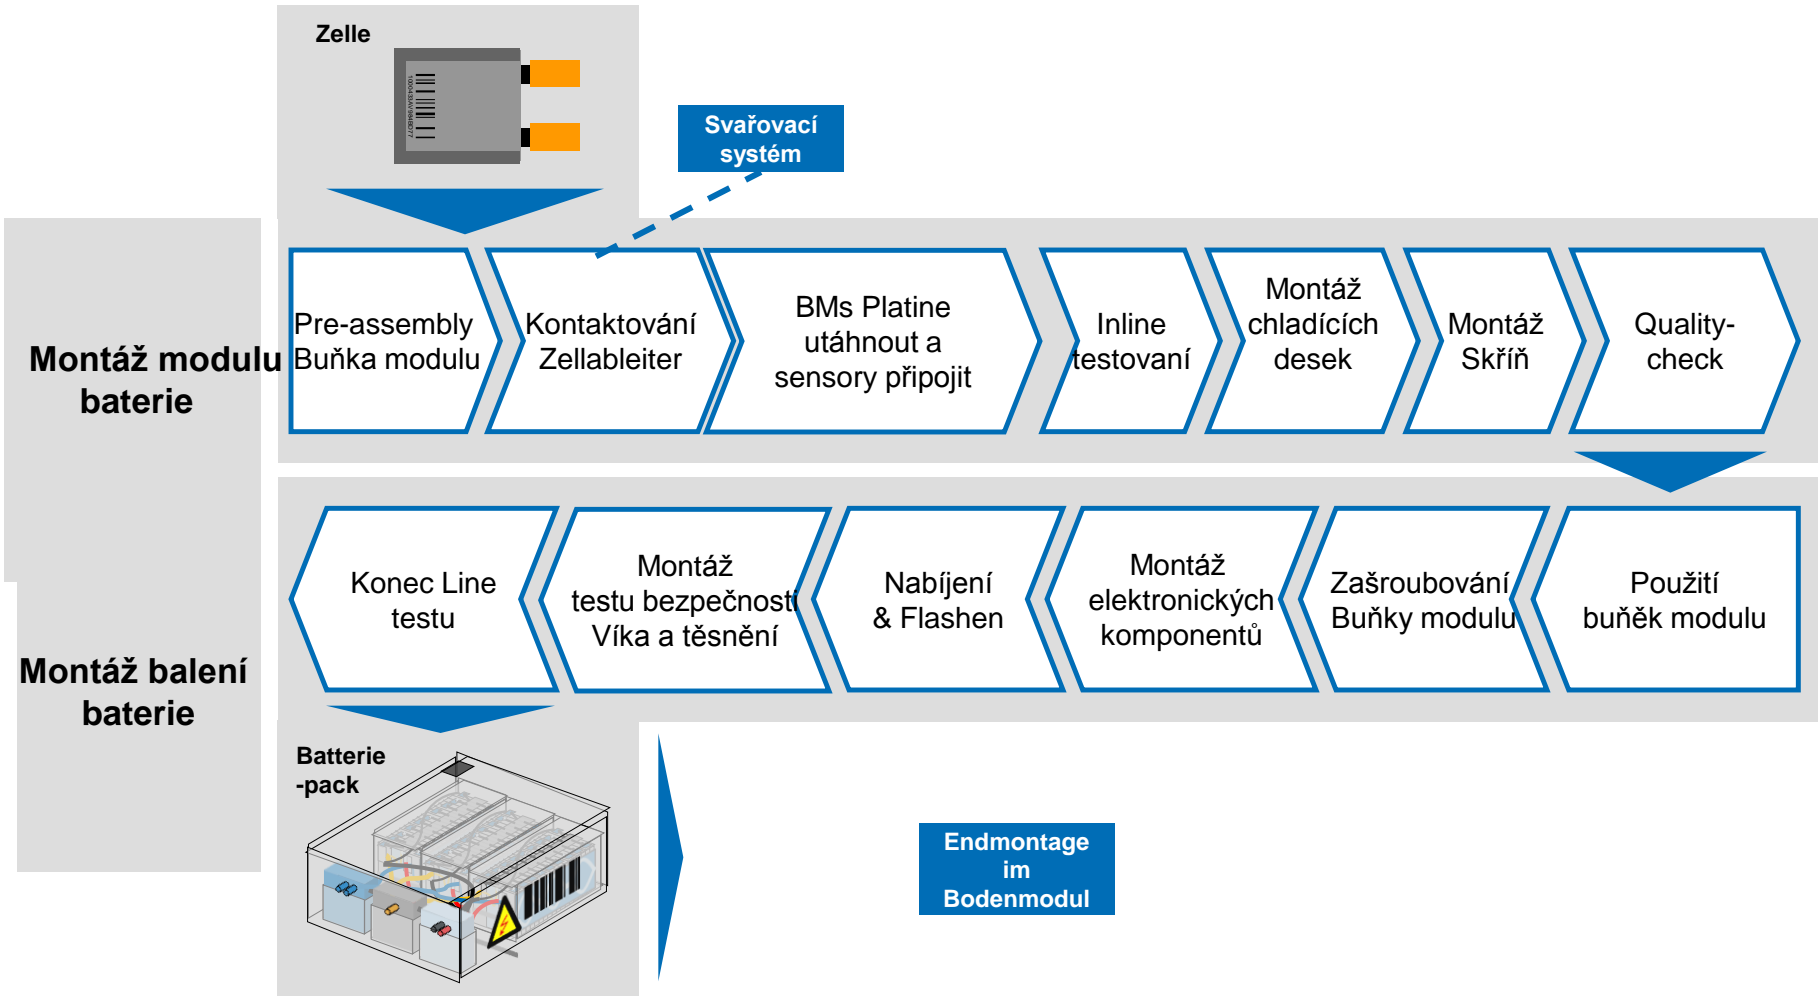 Zelle
1000433AV994BD77
Svařovací
systém
Montáž modulu
baterie
Pre-assembly
Buňka modulu
Kontaktování
Zellableiter
BMs Platine
utáhnout a
sensory připojit
Inline
testovaní
Montáž
chladících
desek
Montáž
Skříň
Quality-
check
Montáž balení
baterie
Konec Line
testu
Montáž
testu bezpečnosti
Víka a těsnění
Nabíjení
& Flashen
Montáž
elektronických
komponentů
Zašroubování
Buňky modulu
Použití
buněk modulu
Batterie
-pack
Endmontage
im
Bodenmodul